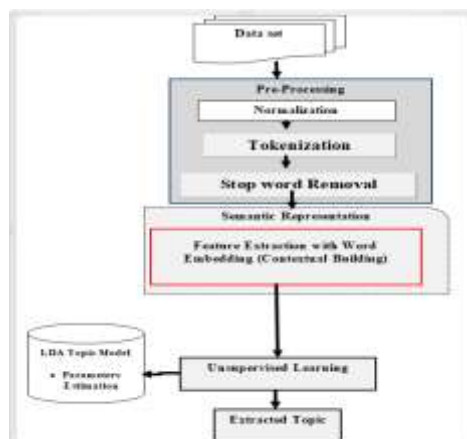 Data set
Pre-Processing
Normalization
Tokenization
Stop word Removal
Semantic Representation
Feature Extraction with Word
Embedding (Contextual Building)
LDA Topic Model
• Parameters
Estimation
Unsupervised Learning
Extracted Topic